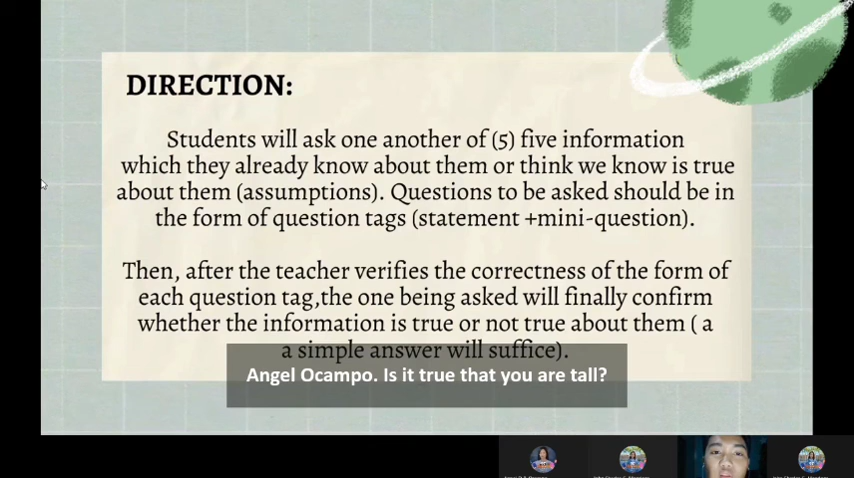 DIRECTION:
Students will ask one another of (5) five information
which they already know about them or think we know is true
about them (assumptions). Questions to be asked should be in
the form of question tags (statement +mini-question).
Then, after the teacher verifies the correctness of the form of
each question tag,the one being asked will finally confirm
whether the information is true or not true about them ( a
a simple answer will suffice).
Angel Ocampo. Is it true that you are tall?